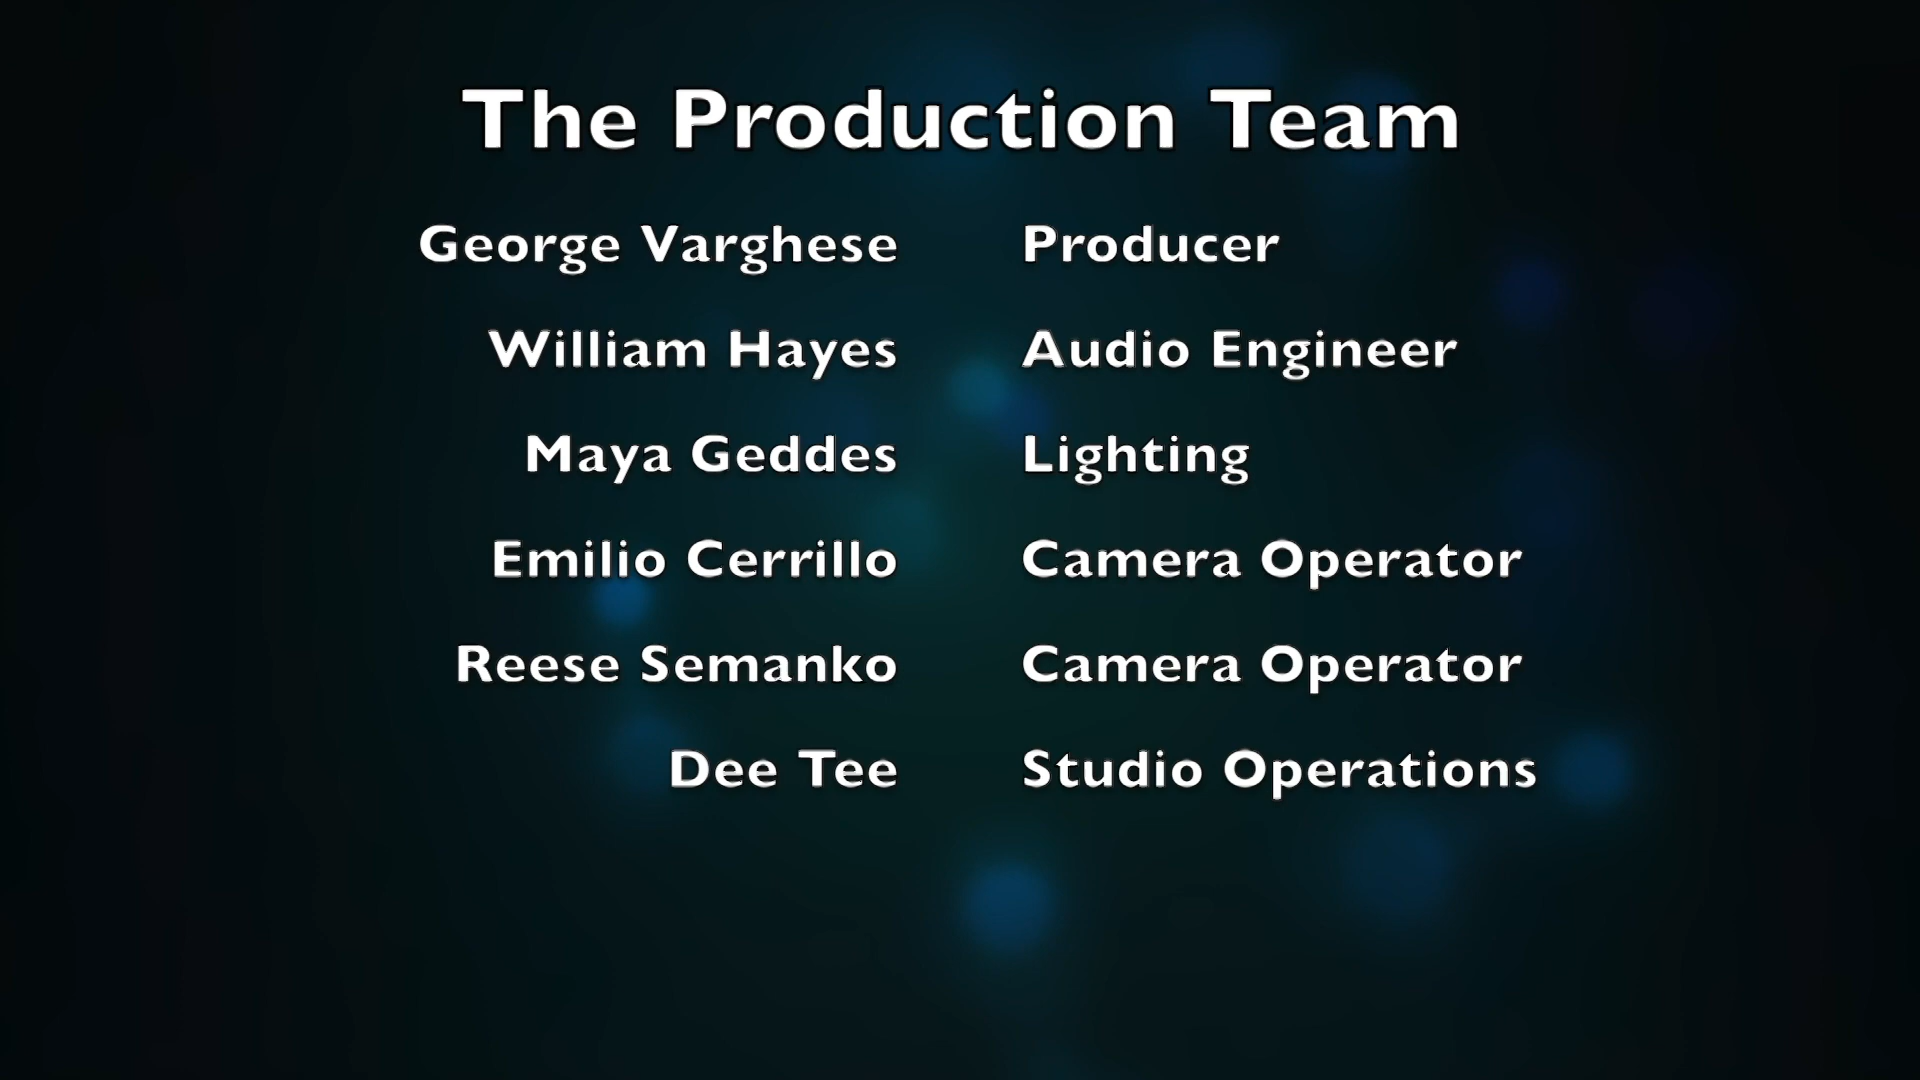 The Production Team
George Varghese Producer
William Hayes Audio Engineer
Maya Geddes Lighting
Emilio Cerrillo Camera Operator
Reese Semanko Camera Operator
Dee Tee Studio Operations